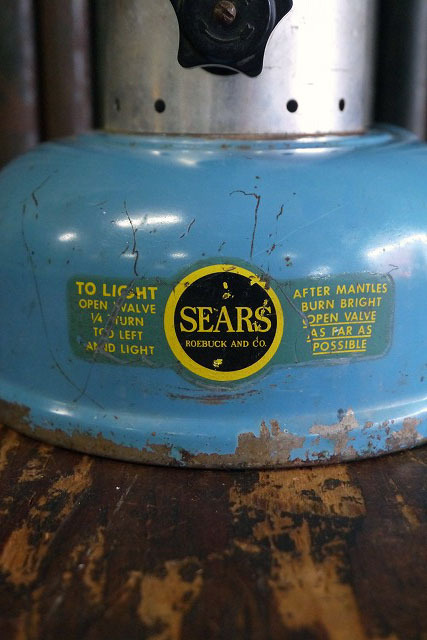 TO LIGHT
OPEN VALVE
1/4 TURN
TO LEFT
AND LIGHT
SEARS
ROEBUCK AND CO.
AFTER MANTLES
BURN BRIGHT
OPEN VALVE
AS FAR AS
POSSIBLE